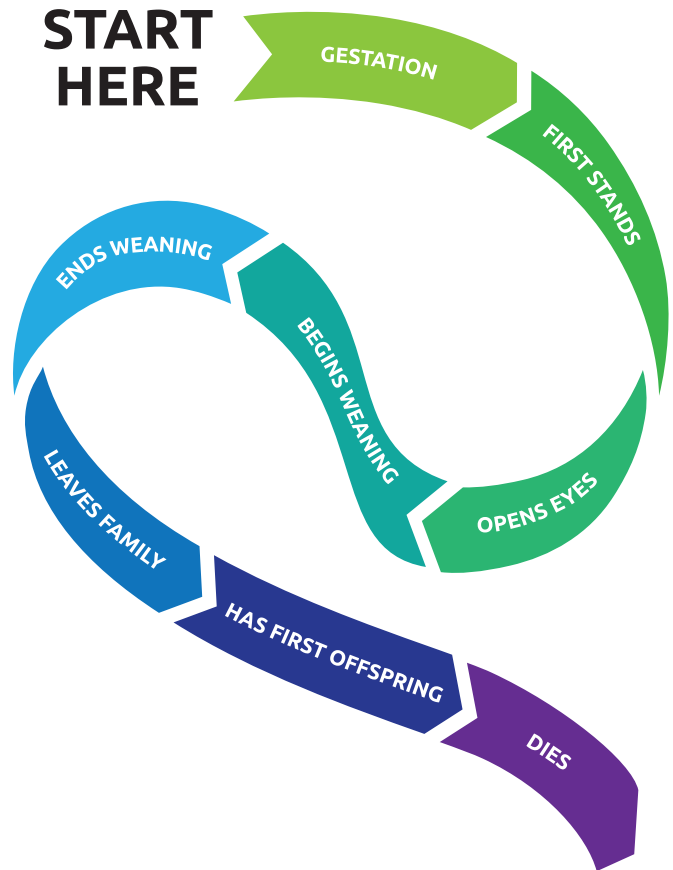 START
HERE
GESTATION
FIRST STANDS
OPENS EYES
BEGINS WEANING
ENDS WEANING
LEAVES FAMILY
HAS FIRST OFFSPRING
DIES